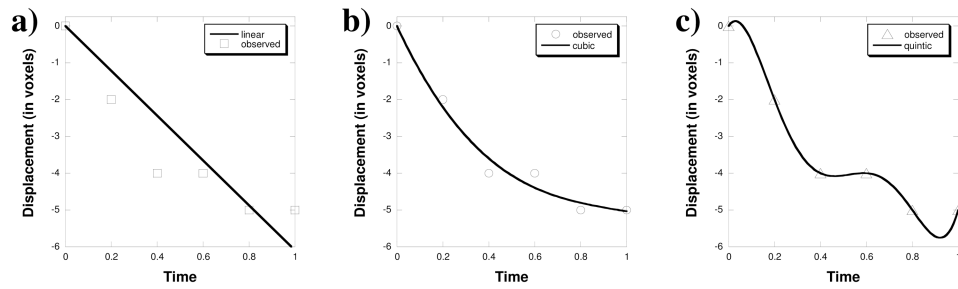 a)
linear
observed
Displacement (in voxels)
0
-1
-2
-3
-4
-5
-6
0
0.2
0.4
0.6
0.8
1
Time
b)
observed
cubic
Displacement (in voxels)
0
-1
-2
-3
-4
-5
-6
0
0.2
0.4
0.6
0.8
1
Time
c)
observed
quintic
Displacement (in voxels)
0
-1
-2
-3
-4
-5
-6
0
0.2
0.4
0.6
0.8
1
Time